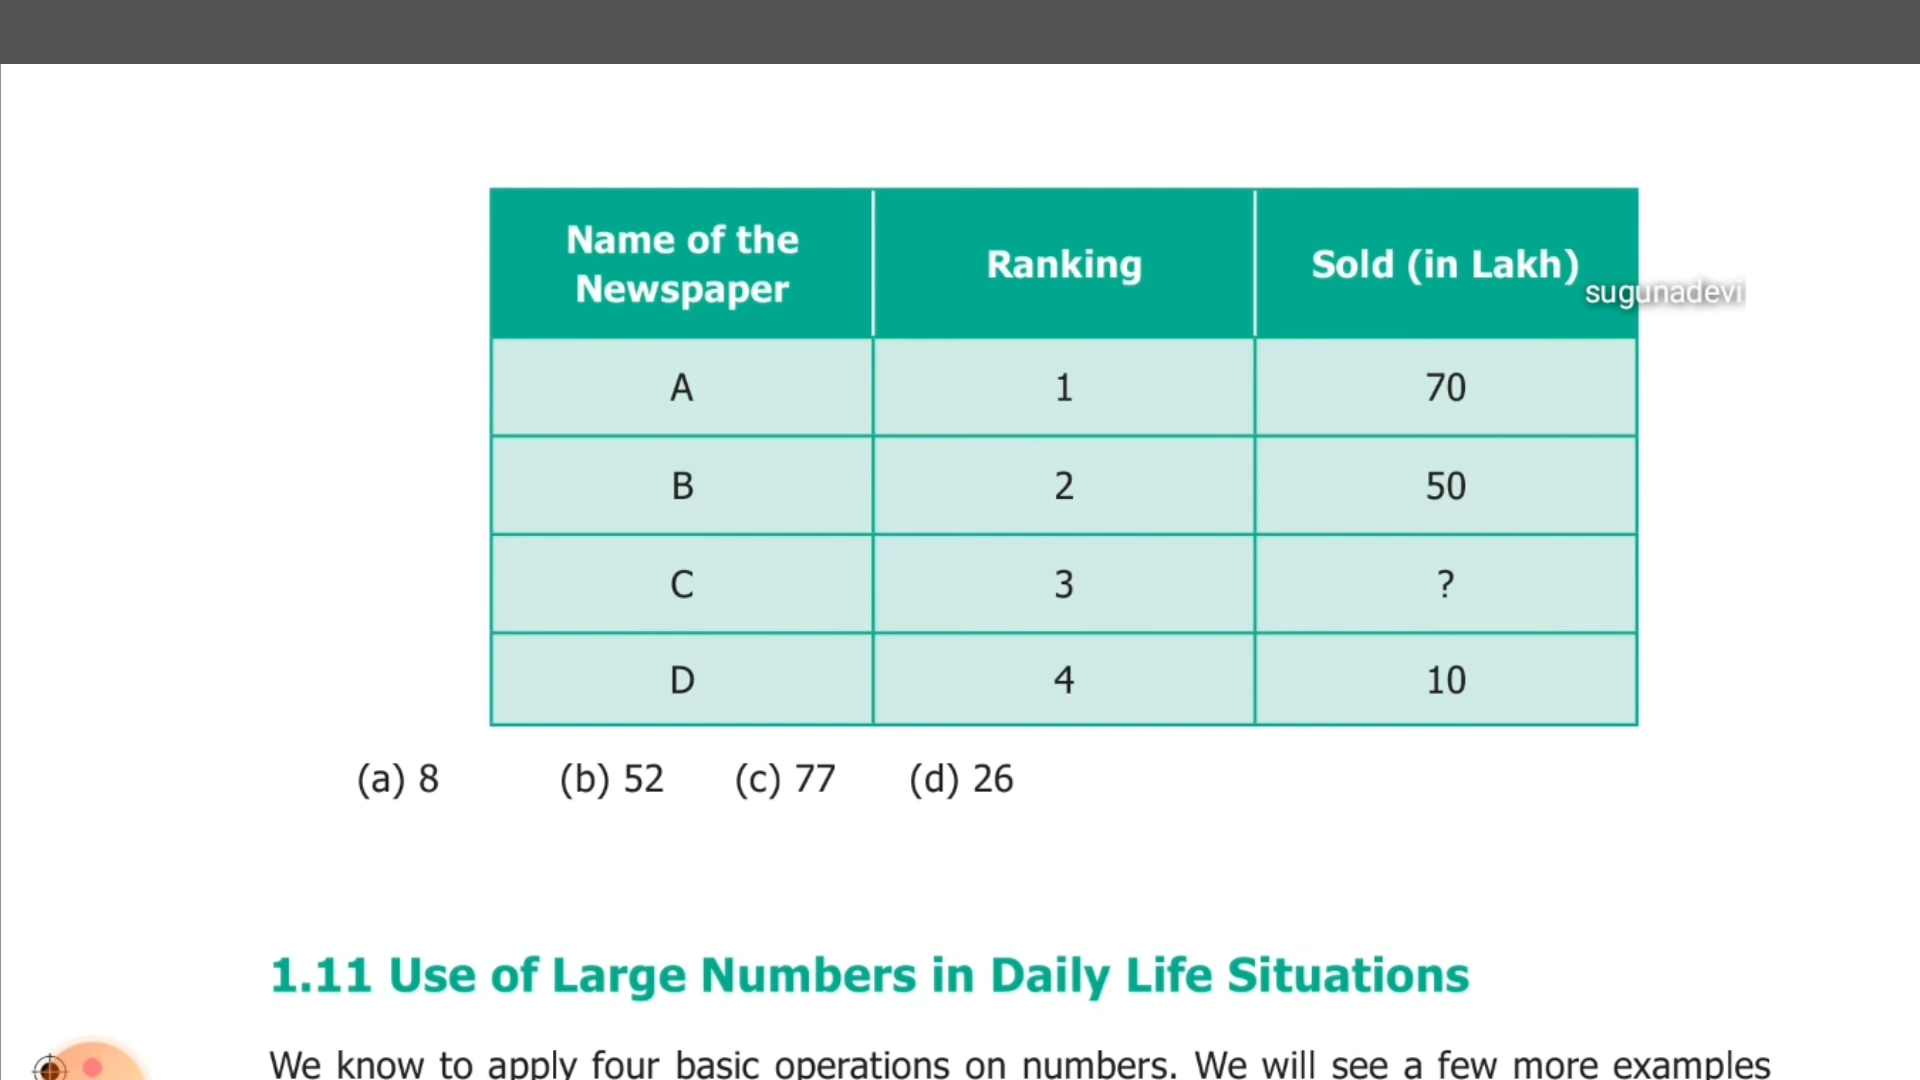 Name of the
Newspaper
Ranking
Sold (in Lakh)
sugunadevi
A 1 70
B 2 50
C 3 ?
D 4 10
(a) 8 (b) 52 (c) 77 (d) 26
1.11 Use of Large Numbers in Daily Life Situations
We know to apply four basic operations on numbers. We will see a few more examples